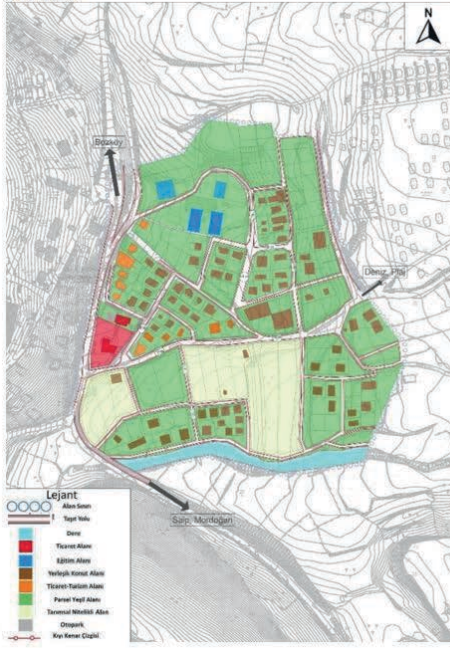 N
Bozköy
Deniz, Plaj
Lejant
Alan Sınırı
Taşıt Yolu
Dere
Ticaret Alanı
Eğitim Alanı
Yerleşik Konut Alanı
Ticaret-Turizm Alanı
Parsel Yeşil Alanı
Tarımsal Nitelikli Alan
Otopark
Kıyı Kenar Çizgisi
Saip, Mordoğan